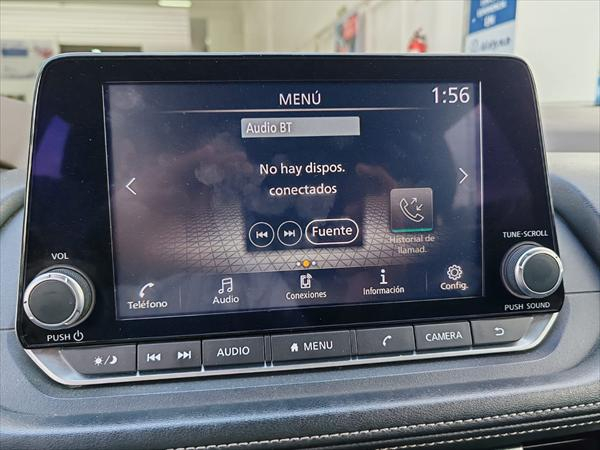 MENÚ
1:56
Audio BT
No hay dispos.
conectados
Fuente
Historial de
llamad.
Teléfono
Audio
Conexiones
Información
Config.
VOL
PUSH
TUNE·SCROLL
PUSH SOUND
AUDIO
MENU
CAMERA